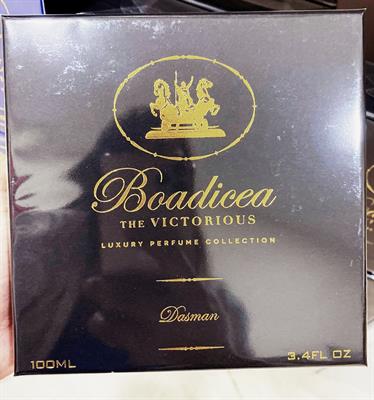 Boadicea
THE VICTORIOUS
LUXURY PERFUME COLLECTION
Dasman
100ML 3.4FL OZ